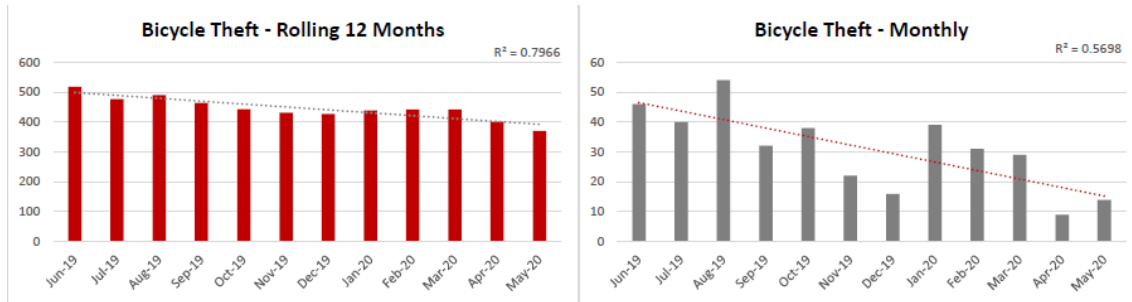 Bicycle Theft - Rolling 12 Months
R² = 0.7966
600
500
400
300
200
100
0
Jun-19
Jul-19
Aug-19
Sep-19
Oct-19
Nov-19
Dec-19
Jan-20
Feb-20
Mar-20
Apr-20
May-20
Bicycle Theft - Monthly
R² = 0.5698
60
50
40
30
20
10
0
Jun-19
Jul-19
Aug-19
Sep-19
Oct-19
Nov-19
Dec-19
Jan-20
Feb-20
Mar-20
Apr-20
May-20